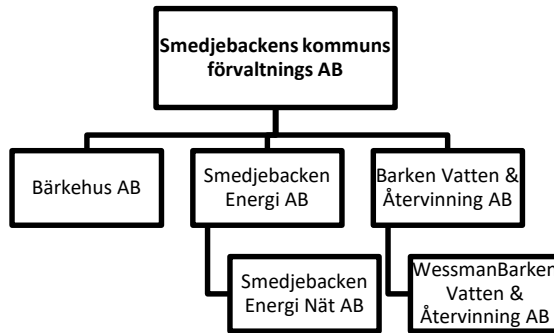 Smedjebackens kommuns
förvaltnings AB
Bärkehus AB
Smedjebacken
Energi AB
Barken Vatten &
Återvinning AB
Smedjebacken
Energi Nät AB
WessmanBarken
Vatten &
Återvinning AB